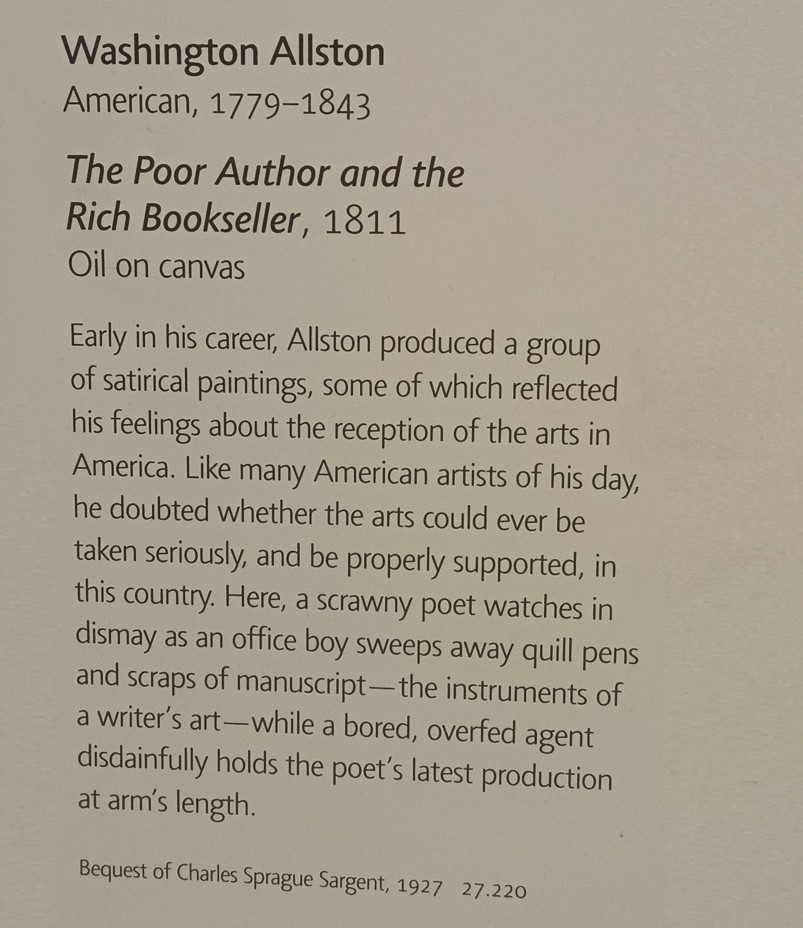 Washington Allston
American, 1779–1843
The Poor Author and the
Rich Bookseller, 1811
Oil on canvas
Early in his career, Allston produced a group
of satirical paintings, some of which reflected
his feelings about the reception of the arts in
America. Like many American artists of his day,
he doubted whether the arts could ever be
taken seriously, and be properly supported, in
this country. Here, a scrawny poet watches in
dismay as an office boy sweeps away quill pens
and scraps of manuscript—the instruments of
a writer's art—while a bored, overfed agent
disdainfully holds the poet's latest production
at arm's length.
Bequest of Charles Sprague Sargent, 1927 27.220